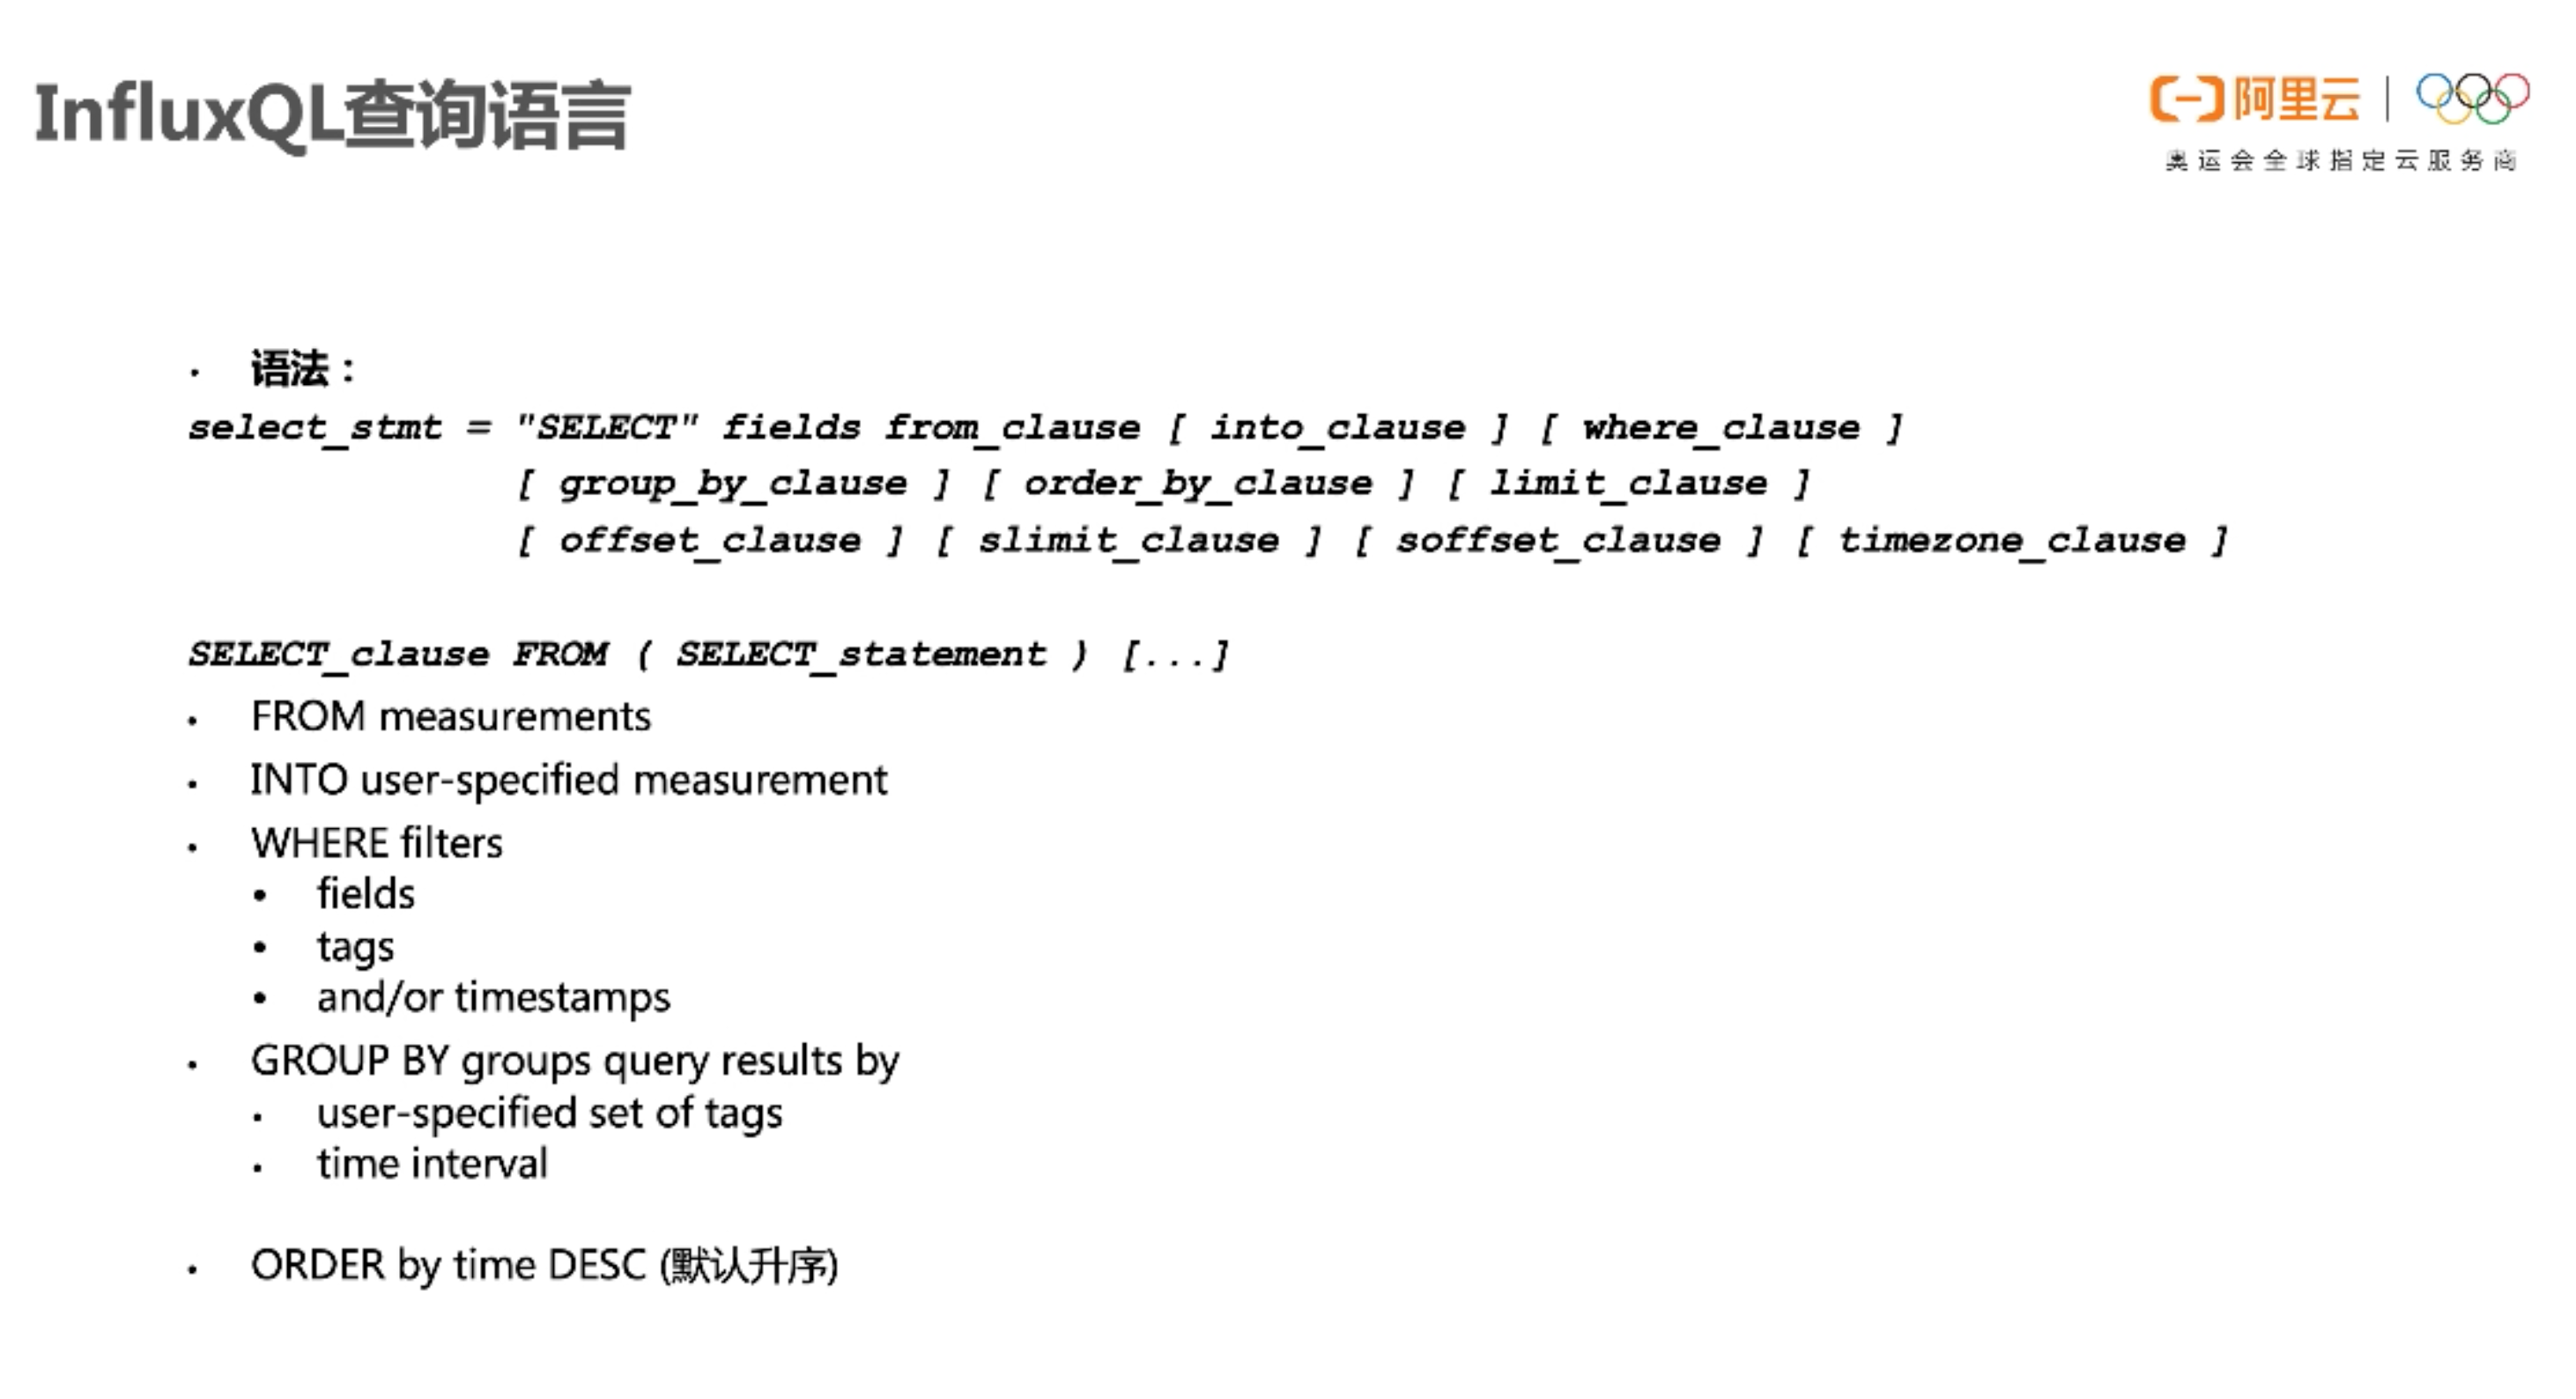 InfluxQL查询语言
阿里云
奥运会全球指定云服务商
• 语法：
select_stmt = "SELECT" fields from_clause [ into_clause ] [ where_clause ]
[ group_by_clause ] [ order_by_clause ] [ limit_clause ]
[ offset_clause ] [ slimit_clause ] [ soffset_clause ] [ timezone_clause ]
SELECT_clause FROM ( SELECT_statement ) [...]
• FROM measurements
• INTO user-specified measurement
• WHERE filters
• fields
• tags
• and/or timestamps
• GROUP BY groups query results by
• user-specified set of tags
• time interval
• ORDER by time DESC (默认升序)